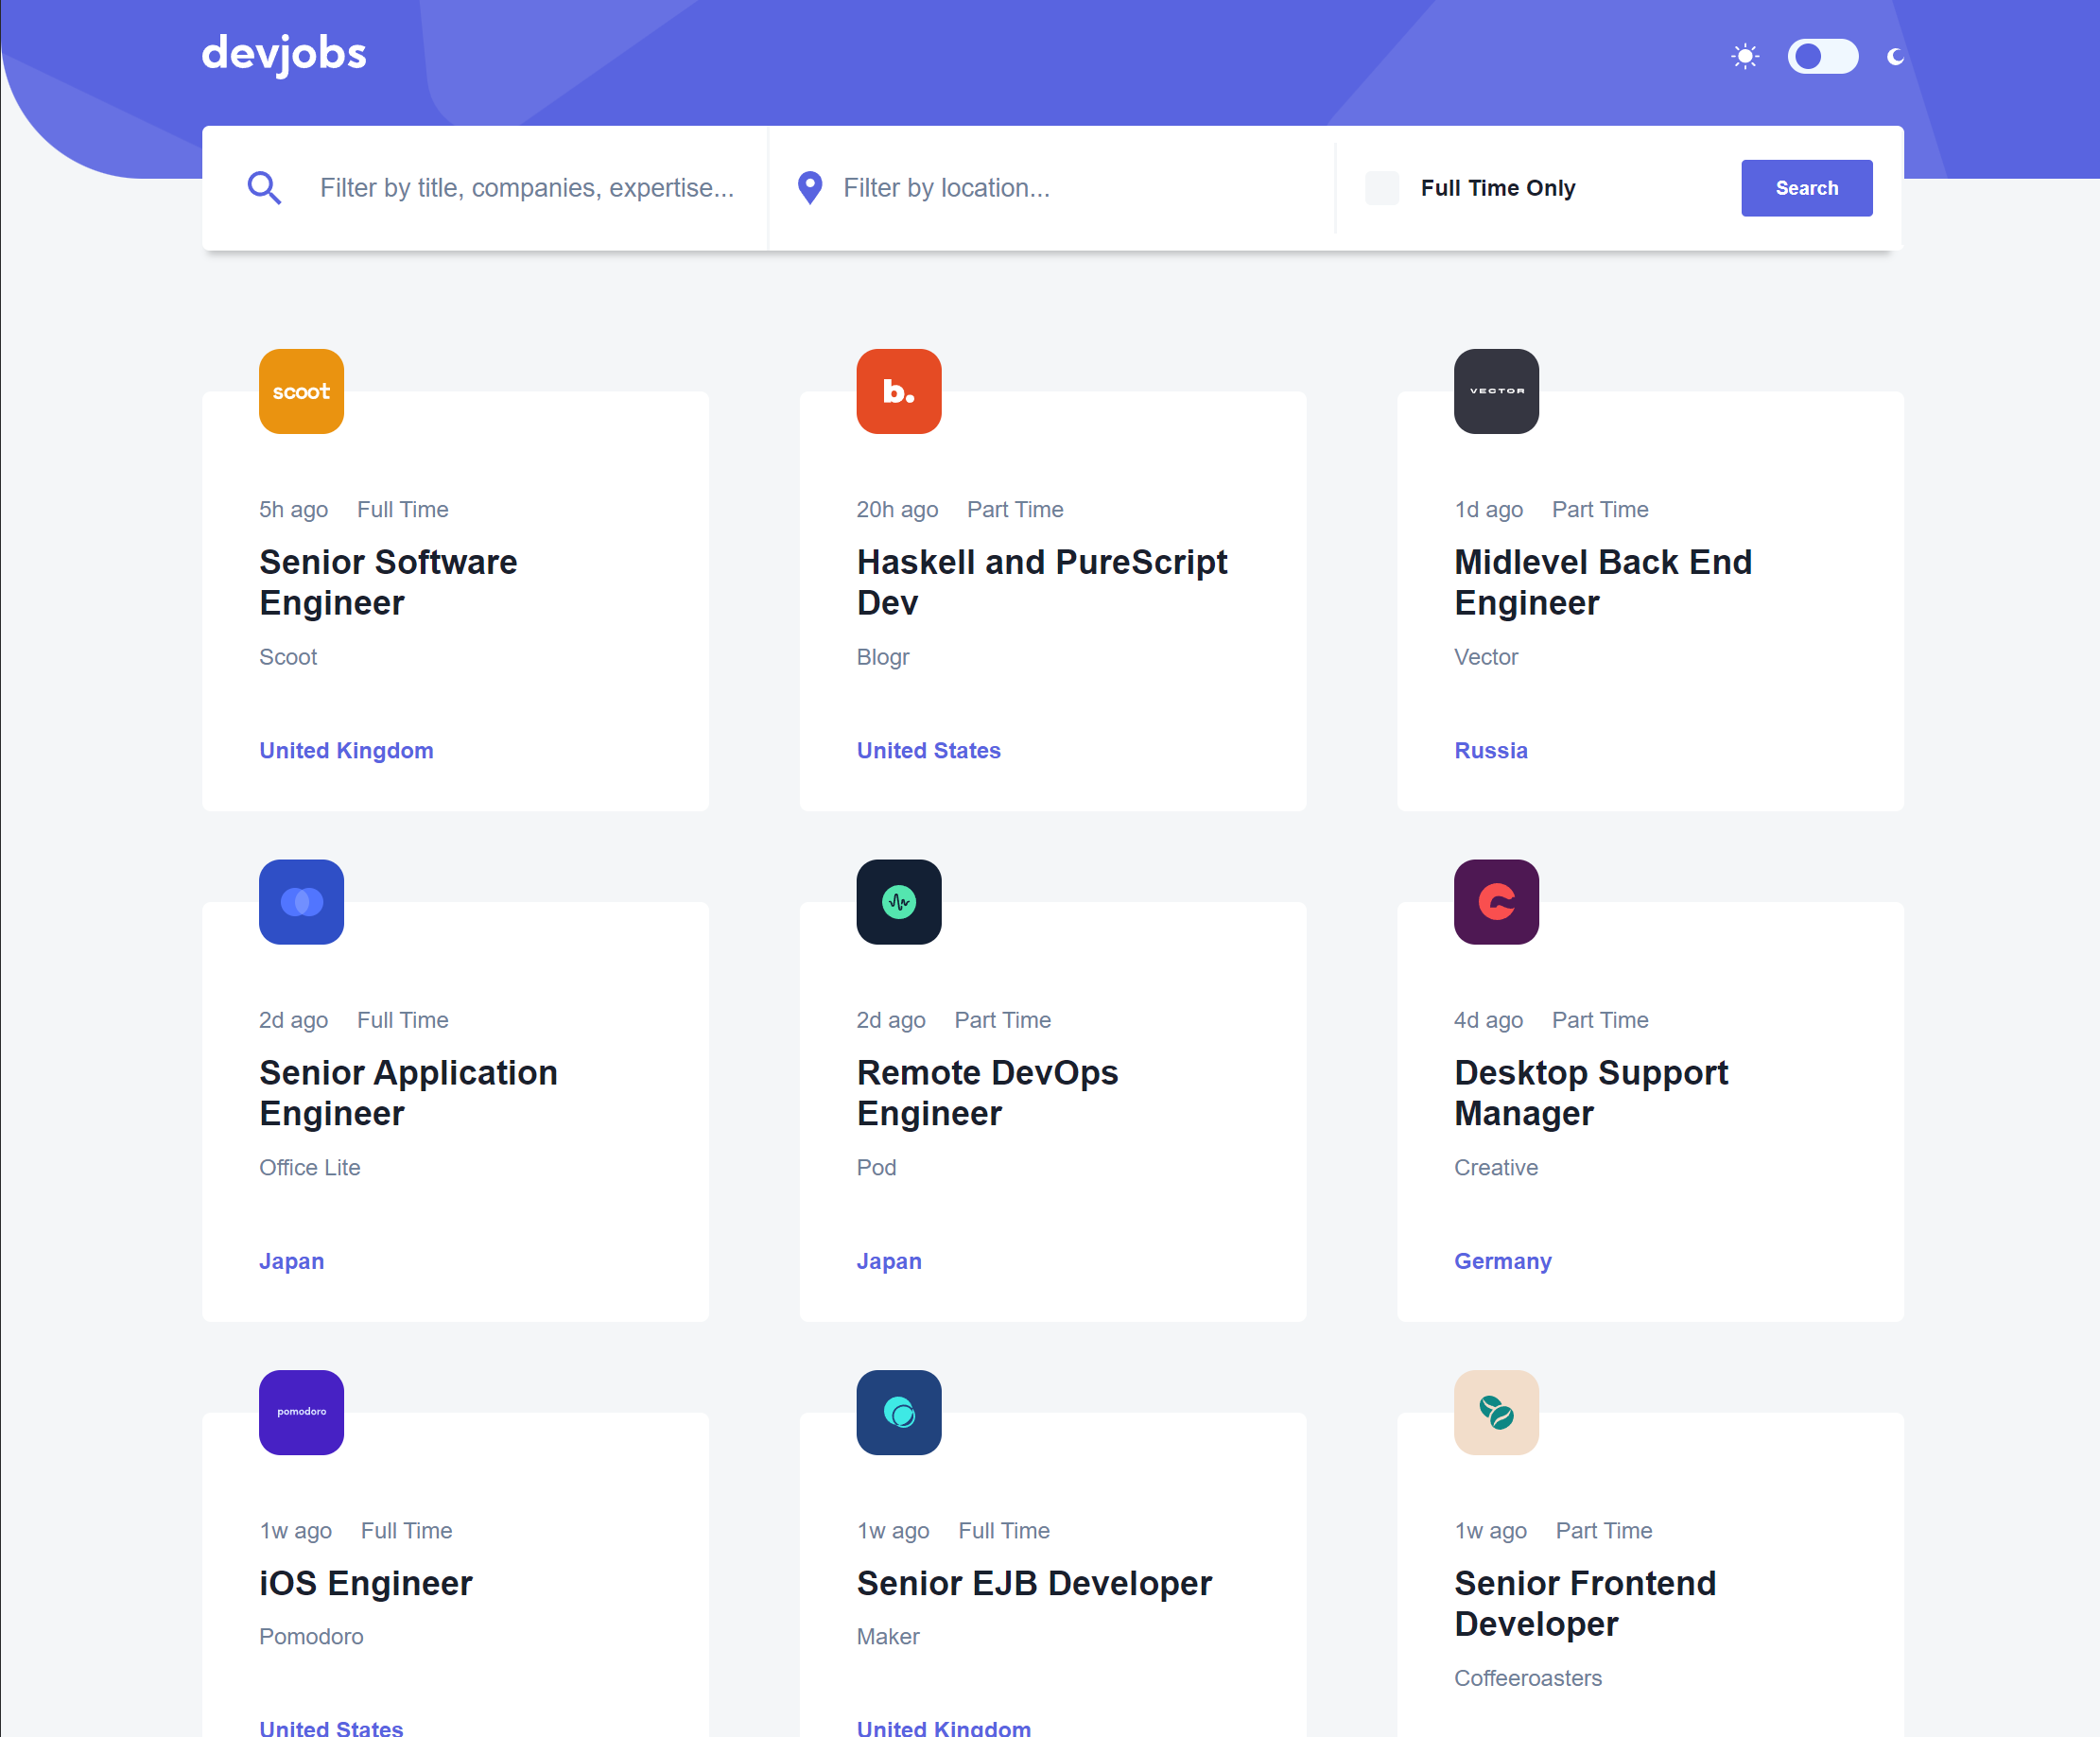 devjobs
Filter by title, companies, expertise...
Filter by location...
Full Time Only
Search
scoot
5h ago Full Time
Senior Software
Engineer
Scoot
United Kingdom
b.
20h ago Part Time
Haskell and PureScript
Dev
Blogr
United States
VECTOR
1d ago Part Time
Midlevel Back End
Engineer
Vector
Russia
2d ago Full Time
Senior Application
Engineer
Office Lite
Japan
2d ago Part Time
Remote DevOps
Engineer
Pod
Japan
4d ago Part Time
Desktop Support
Manager
Creative
Germany
pomodoro
1w ago Full Time
iOS Engineer
Pomodoro
United States
1w ago Full Time
Senior EJB Developer
Maker
United Kingdom
1w ago Part Time
Senior Frontend
Developer
Coffeeroasters